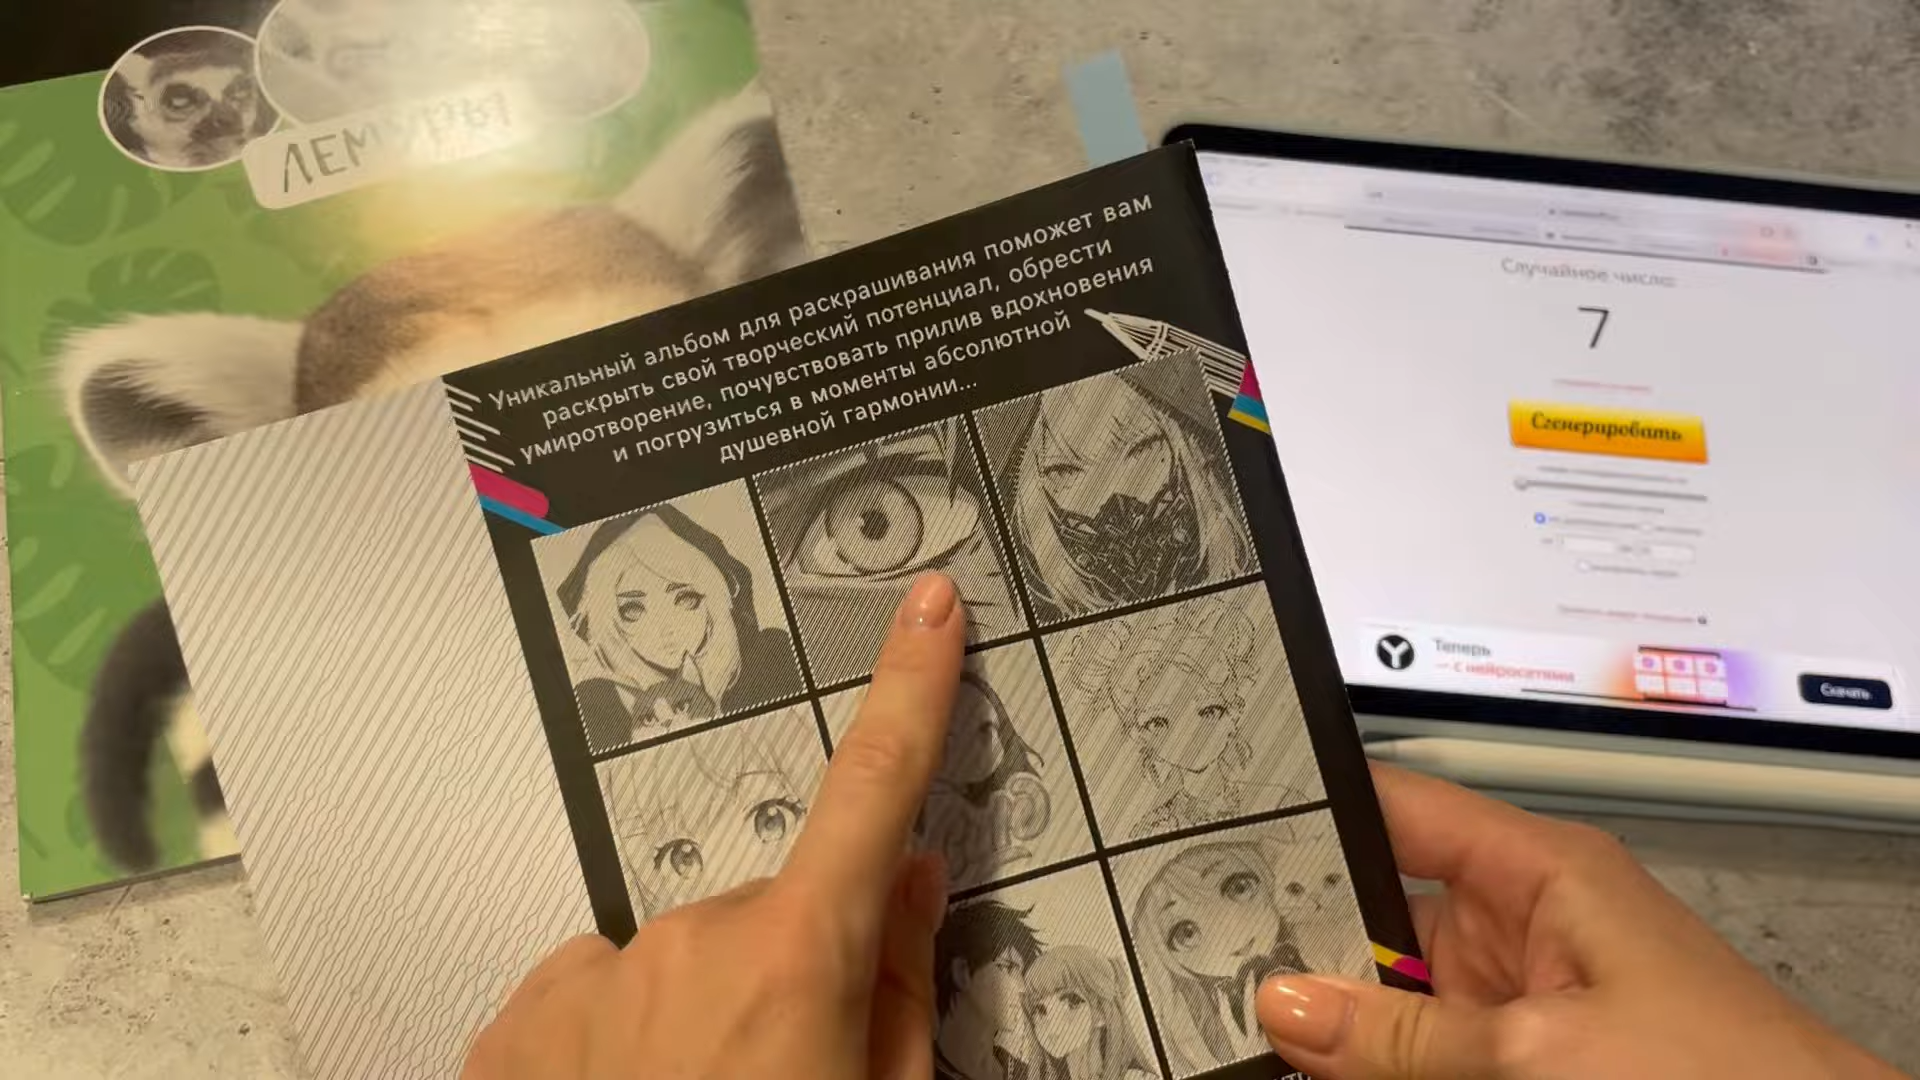 ЛЕМУРЫ
Уникальный альбом для раскрашивания поможет вам
раскрыть свой творческий потенциал, обрести
умиротворение, почувствовать прилив вдохновения
и погрузиться в моменты абсолютной
душевной гармонии...
Случайное число:
7
Сгенерировать
Теперь
— с нейросетями
Скачать